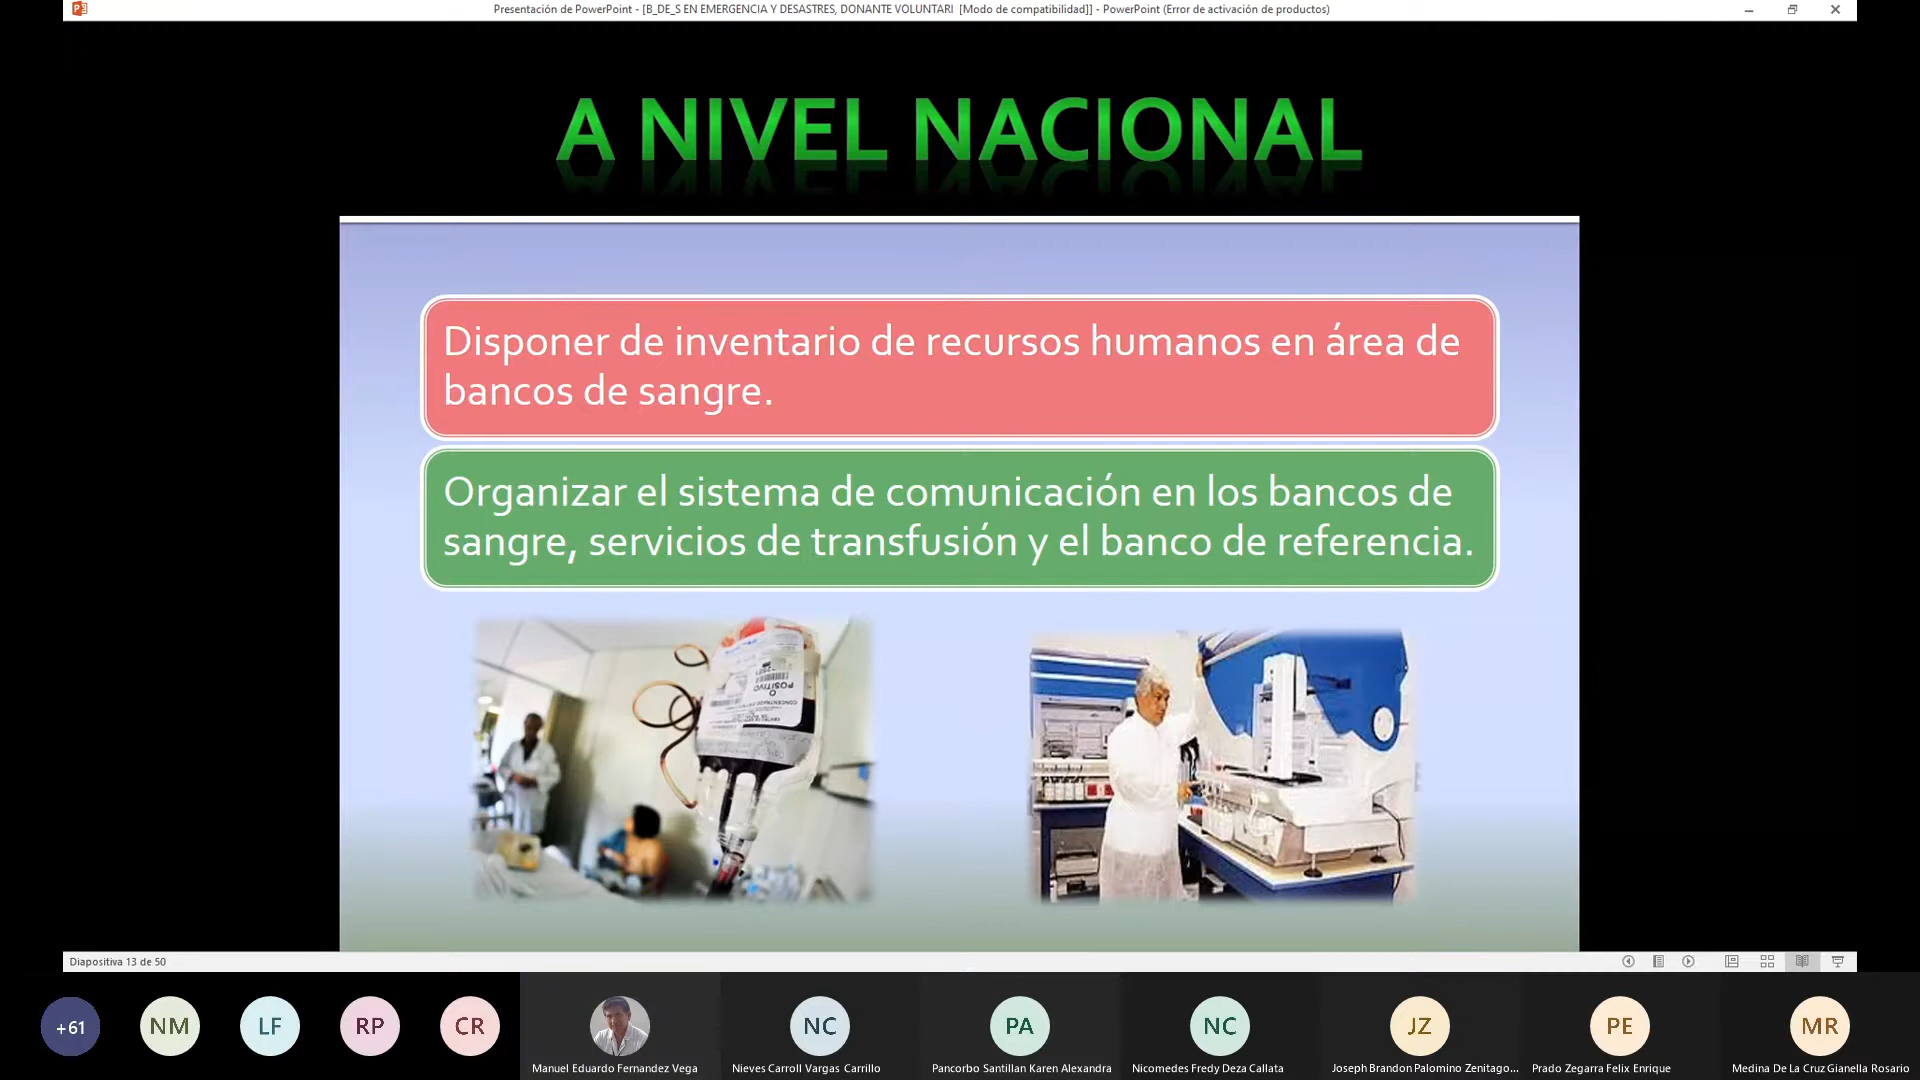 Presentación de PowerPoint - [B_DE_S EN EMERGENCIA Y DESASTRES, DONANTE VOLUNTARI [Modo de compatibilidad]] - PowerPoint (Error de activación de productos)
A NIVEL NACIONAL
Disponer de inventario de recursos humanos en área de
bancos de sangre.
Organizar el sistema de comunicación en los bancos de
sangre, servicios de transfusión y el banco de referencia.
O
POSITIVO
Diapositiva 13 de 50
+61
NM
LF
RP
CR
NC
PA
NC
JZ
PE
MR
Manuel Eduardo Fernandez Vega
Nieves Carroll Vargas Carrillo
Pancorbo Santillan Karen Alexandra
Nicomedes Fredy Deza Callata
Joseph Brandon Palomino Zenitago...
Prado Zegarra Felix Enrique
Medina De La Cruz Gianella Rosario